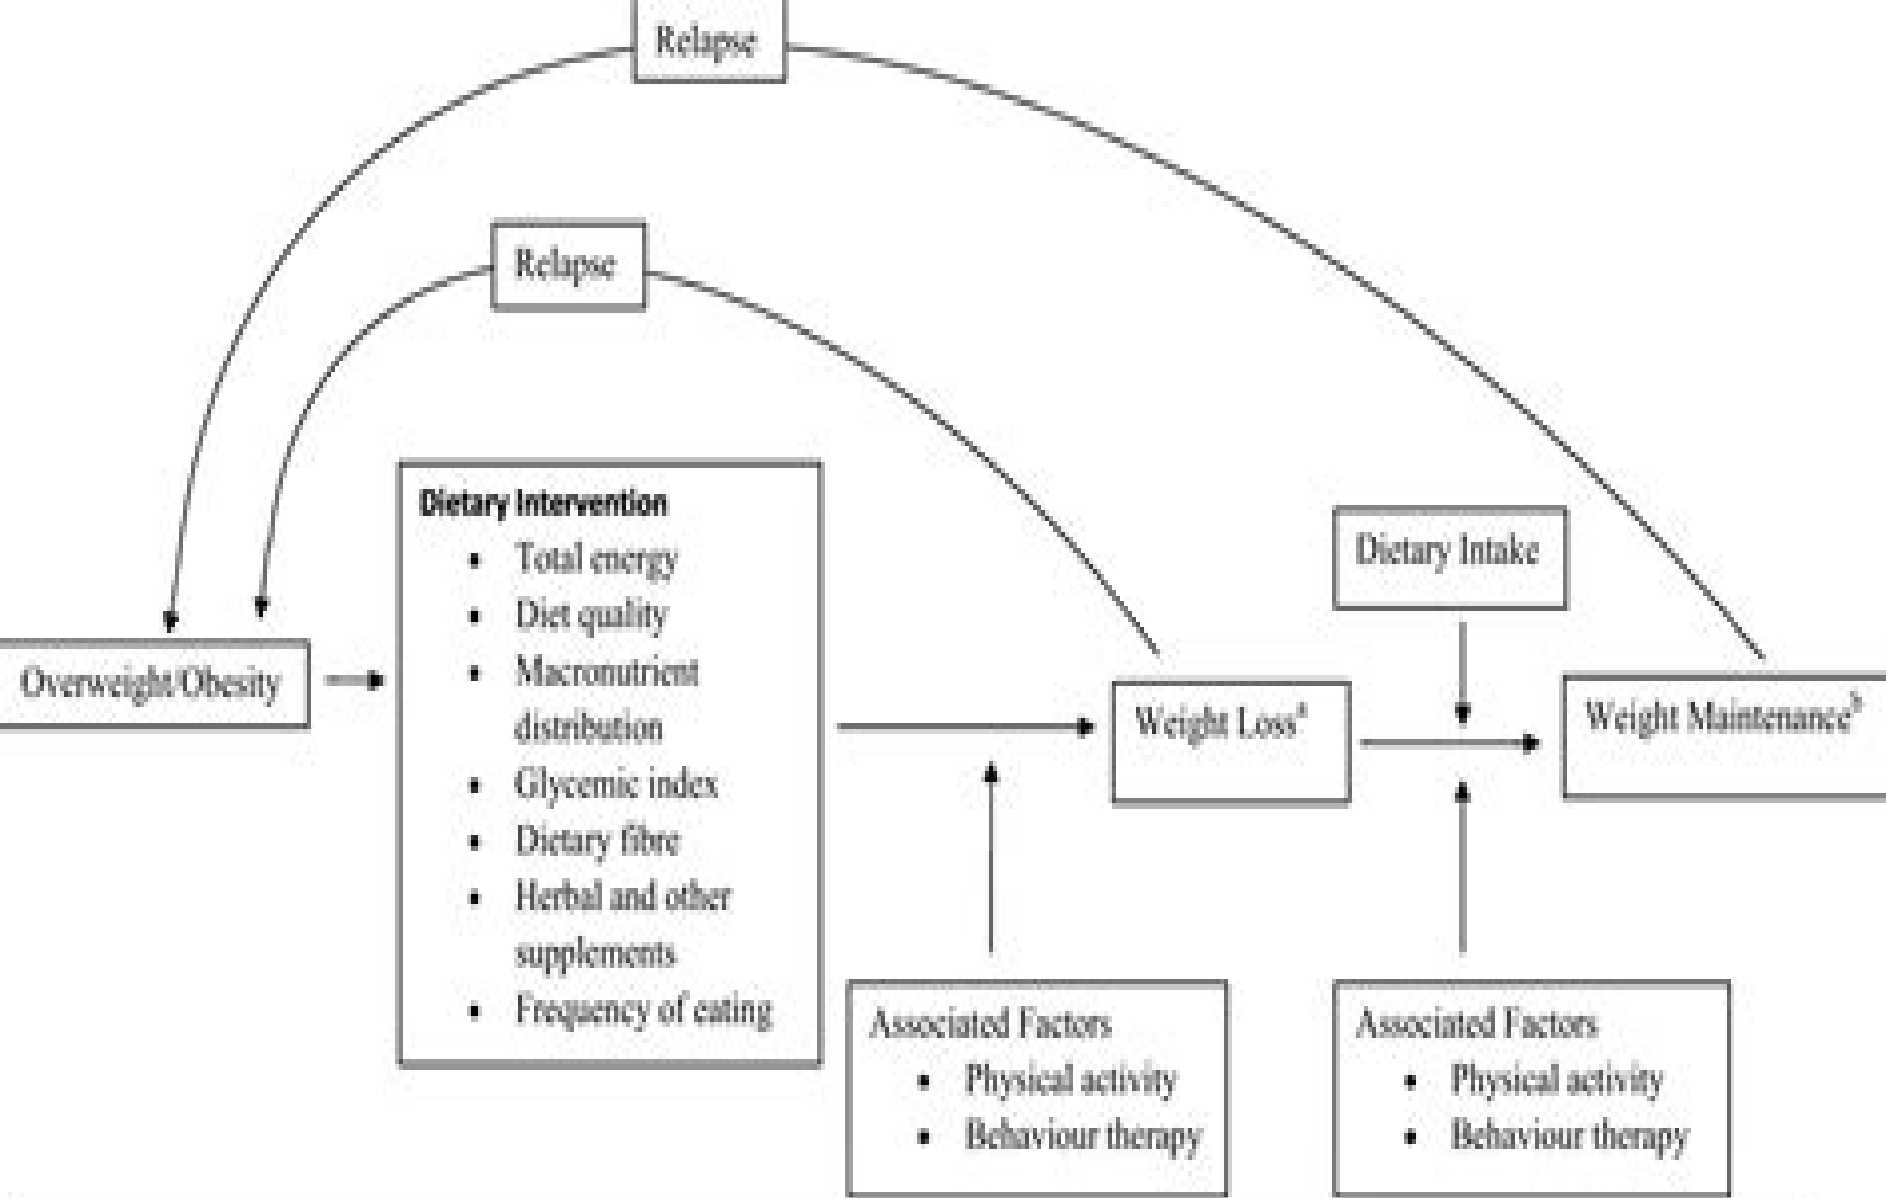 Relapse
Relapse
Dietary Intervention
• Total energy
• Diet quality
• Macronutrient
distribution
• Glycemic index
• Dietary fibre
• Herbal and other
supplements
• Frequency of eating
Overweight/Obesity
Weight Lossᵃ
Dietary Intake
Weight Maintenanceᵇ
Associated Factors
• Physical activity
• Behaviour therapy
Associated Factors
• Physical activity
• Behaviour therapy